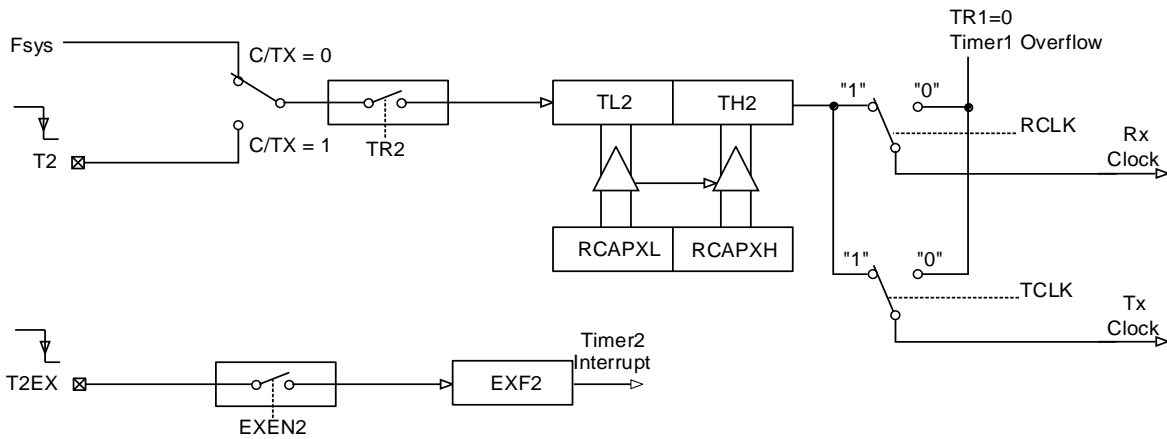 TR1=0
Timer1 Overflow
Fsys
C/TX = 0
TL2
TH2
"1"
"0"
RCLK
Rx
Clock
T2
C/TX = 1
TR2
RCAPXL
RCAPXH
"1"
"0"
TCLK
Tx
Clock
Timer2
Interrupt
T2EX
EXF2
EXEN2